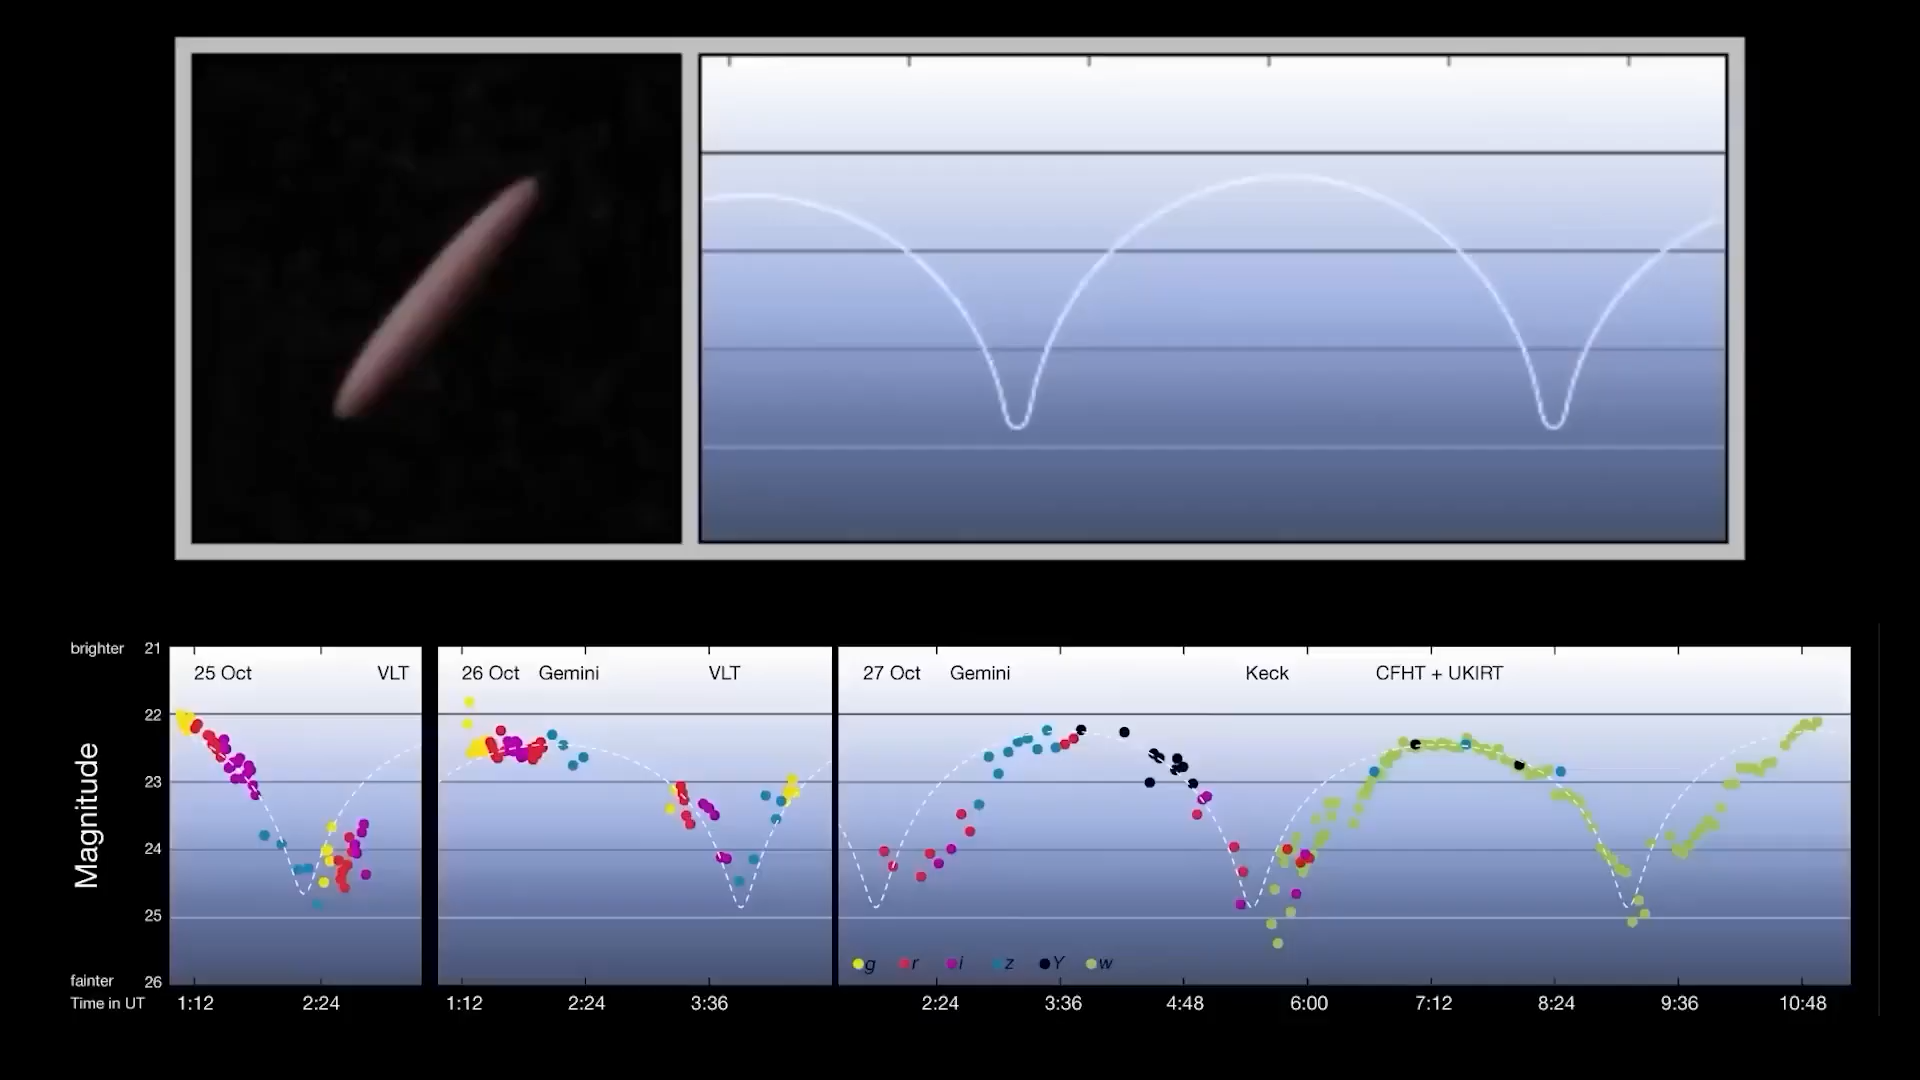 brighter 21
25 Oct VLT
26 Oct Gemini VLT
27 Oct Gemini Keck CFHT + UKIRT
22
Magnitude
23
24
25
g r i z Y w
fainter 26
Time in UT 1:12 2:24 1:12 2:24 3:36 2:24 3:36 4:48 6:00 7:12 8:24 9:36 10:48